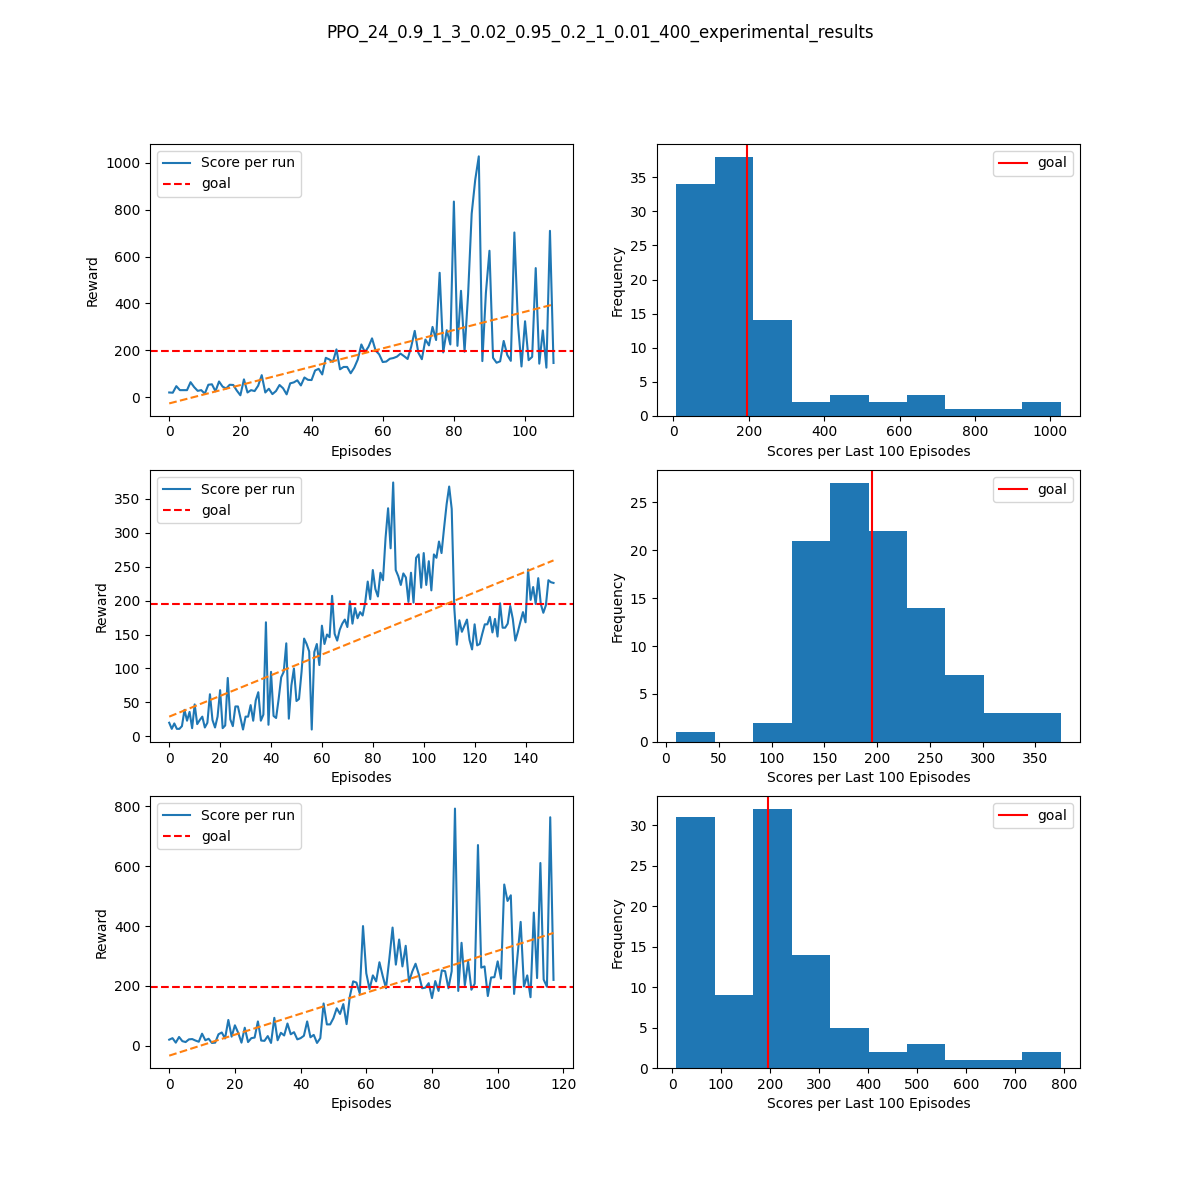 PPO_24_0.9_1_3_0.02_0.95_0.2_1_0.01_400_experimental_results
Score per run
goal
Reward
1000
800
600
400
200
0
0 20 40 60 80 100
Episodes
goal
Frequency
35
30
25
20
15
10
5
0
0 200 400 600 800 1000
Scores per Last 100 Episodes
Score per run
goal
Reward
350
300
250
200
150
100
50
0
0 20 40 60 80 100 120 140
Episodes
goal
Frequency
25
20
15
10
5
0
0 50 100 150 200 250 300 350
Scores per Last 100 Episodes
Score per run
goal
Reward
800
600
400
200
0
0 20 40 60 80 100 120
Episodes
goal
Frequency
30
25
20
15
10
5
0
0 100 200 300 400 500 600 700 800
Scores per Last 100 Episodes